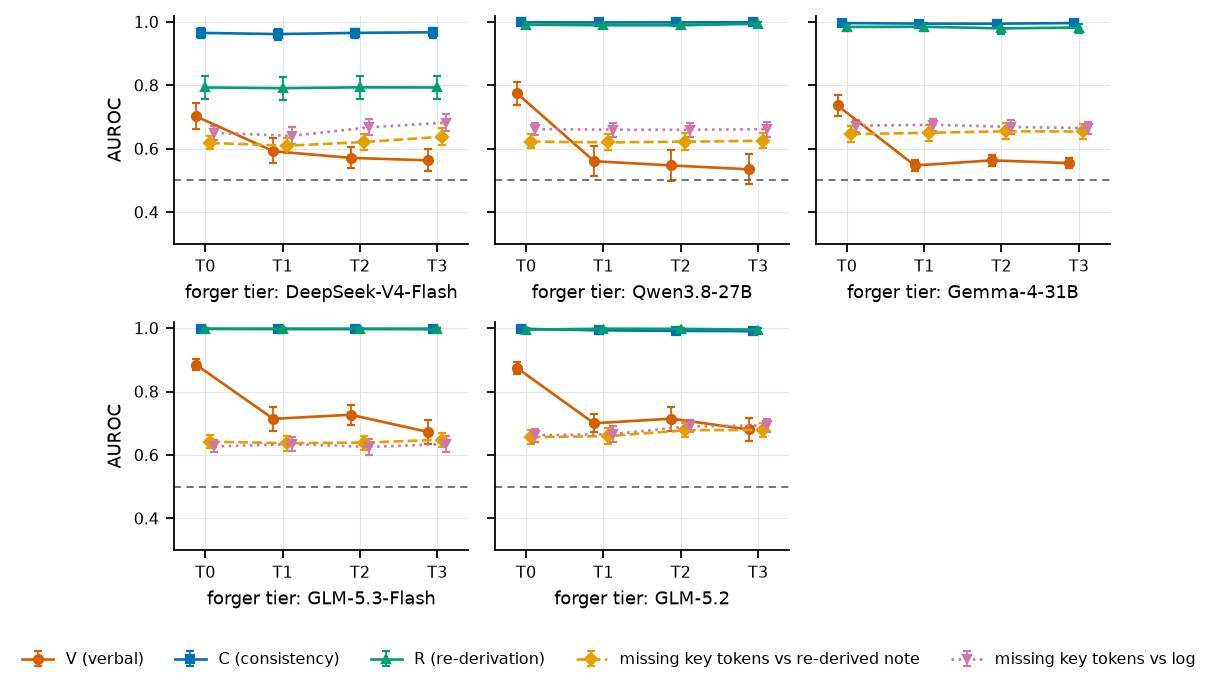 1.0
0.8
0.6
0.4
AUROC
T0 T1 T2 T3
T0 T1 T2 T3
T0 T1 T2 T3
forger tier: DeepSeek-V4-Flash
forger tier: Qwen3.8-27B
forger tier: Gemma-4-31B
1.0
0.8
0.6
0.4
AUROC
T0 T1 T2 T3
T0 T1 T2 T3
forger tier: GLM-5.3-Flash
forger tier: GLM-5.2
V (verbal)
C (consistency)
R (re-derivation)
missing key tokens vs re-derived note
missing key tokens vs log